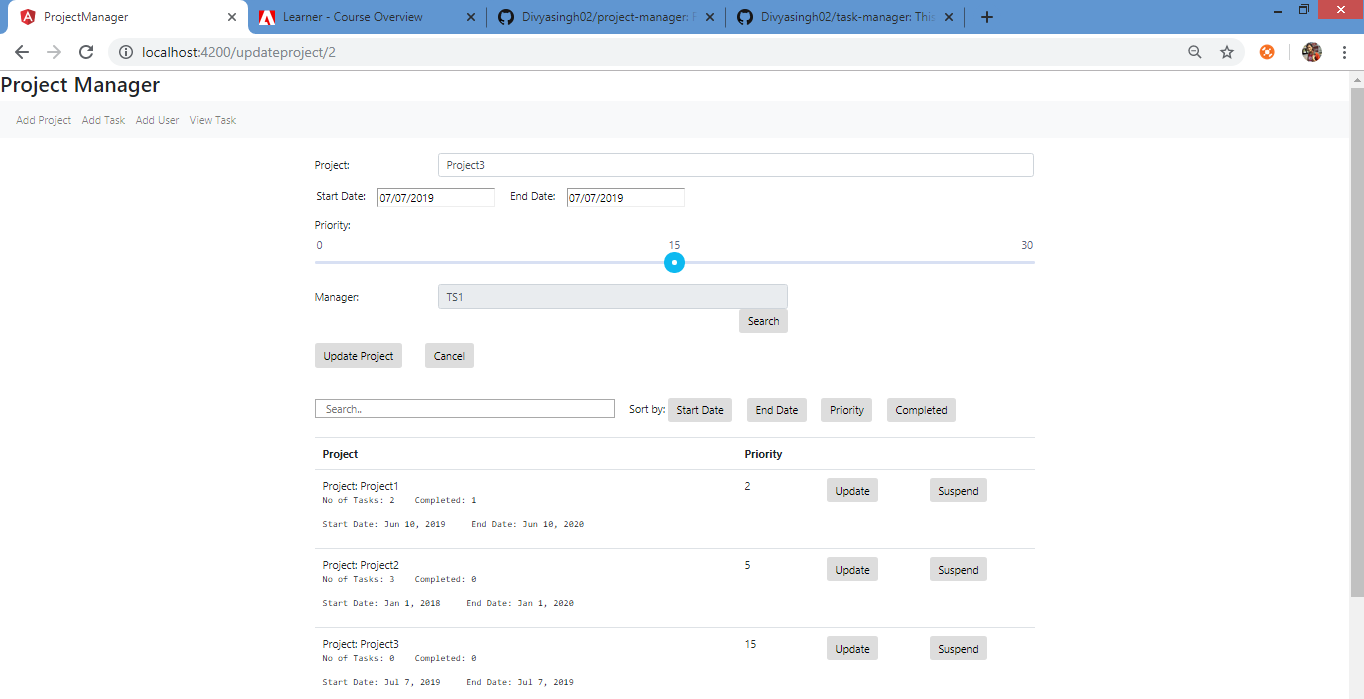 ProjectManager Learner - Course Overview Divyasingh02/project-manager: Divyasingh02/task-manager: This
localhost:4200/updateproject/2
Project Manager
Add Project Add Task Add User View Task
Project: Project3
Start Date: 07/07/2019 End Date: 07/07/2019
Priority:
0 15 30
Manager: TS1
Search
Update Project Cancel
Search.. Sort by: Start Date End Date Priority Completed
Project Priority
Project: Project1 2 Update Suspend
No of Tasks: 2 Completed: 1
Start Date: Jun 10, 2019 End Date: Jun 10, 2020
Project: Project2 5 Update Suspend
No of Tasks: 3 Completed: 0
Start Date: Jan 1, 2018 End Date: Jan 1, 2020
Project: Project3 15 Update Suspend
No of Tasks: 0 Completed: 0
Start Date: Jul 7, 2019 End Date: Jul 7, 2019